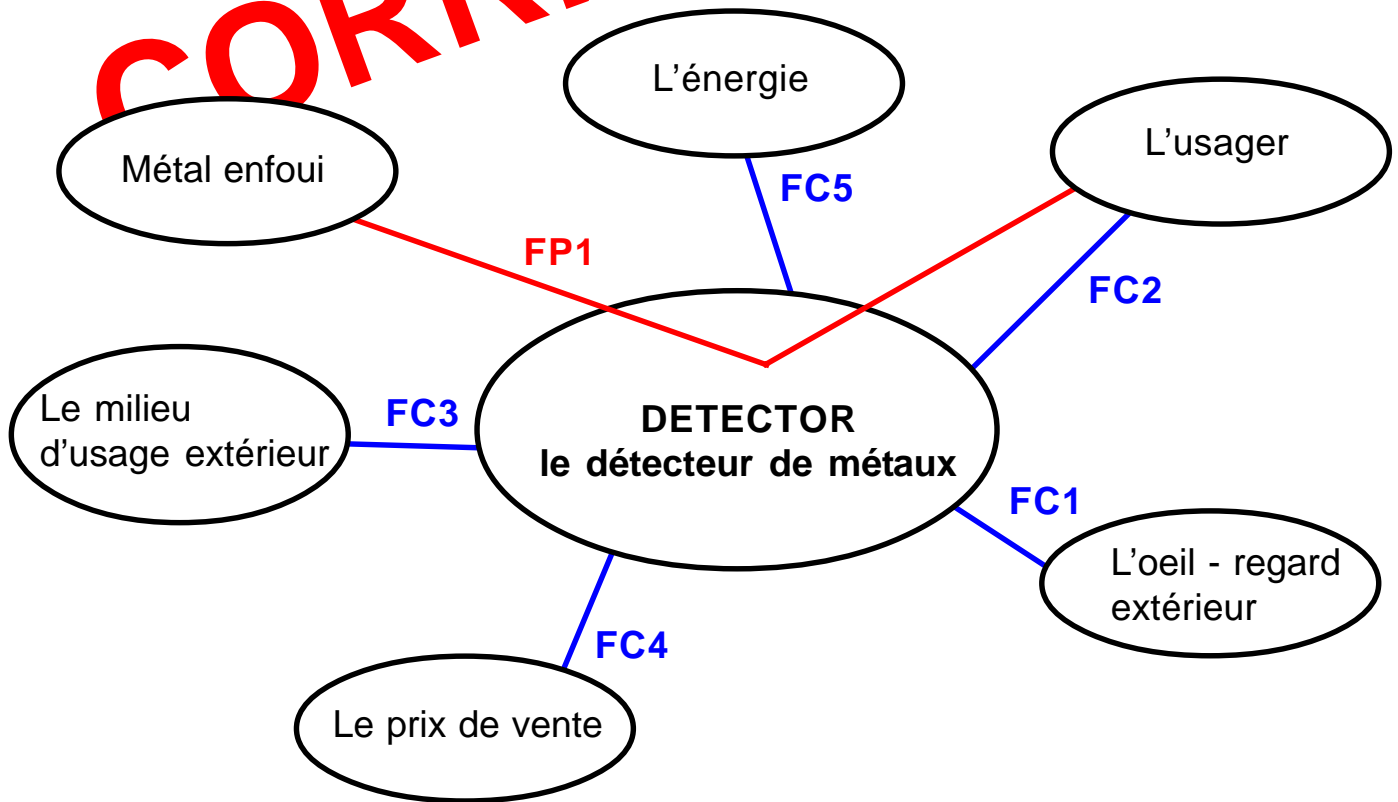 L'énergie
L'usager
Métal enfoui
FC5
FP1
FC2
Le milieu
d'usage extérieur
FC3
DETECTOR
le détecteur de métaux
FC1
L'oeil - regard
extérieur
FC4
Le prix de vente